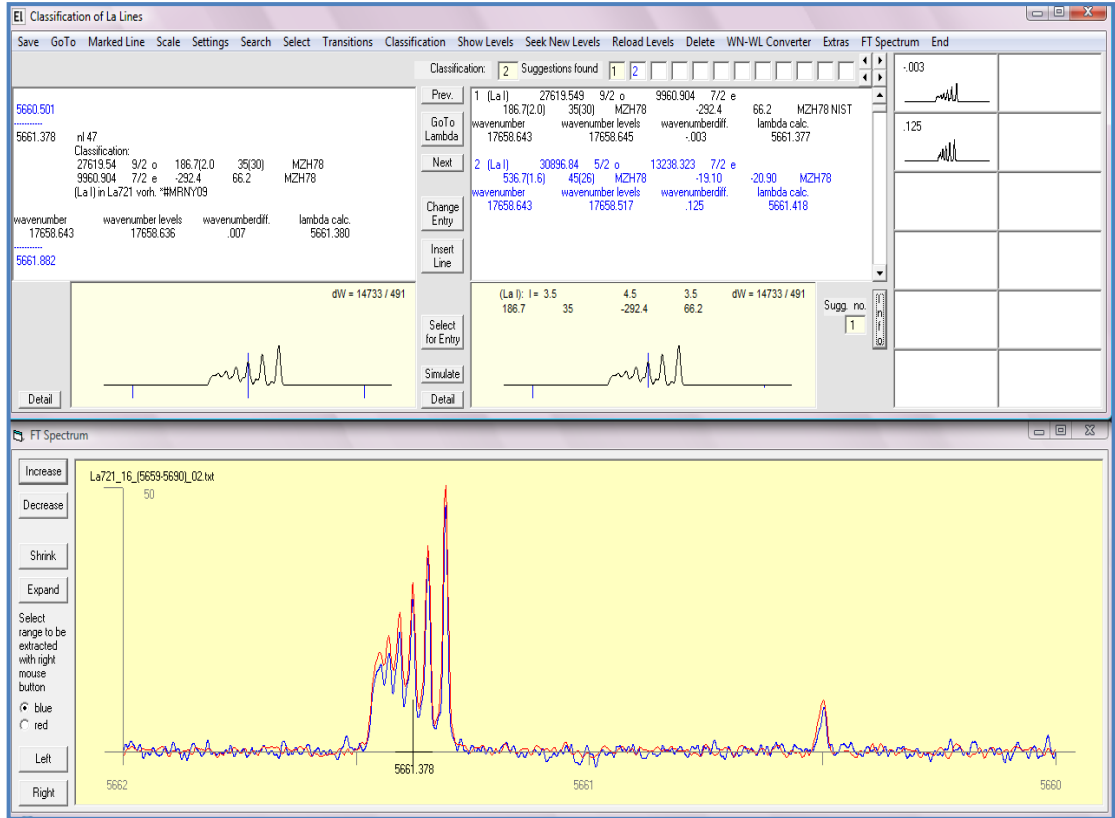 El Classification of La Lines
Save GoTo Marked Line Scale Settings Search Select Transitions Classification Show Levels Seek New Levels Reload Levels Delete WN-WL Converter Extras FT Spectrum End
Classification: 2 Suggestions found 1 2
5660.501
-----------
5661.378 nl 47
Classification:
27619.54 9/2 o 186.7(2.0 35(30) MZH78
9960.904 7/2 e -292.4 66.2 MZH78
(La I) in La721 vorh. *#MRNY09
wavenumber wavenumber levels wavenumberdiff. lambda calc.
17658.643 17658.636 .007 5661.380
-----------
5661.882
Prev.
GoTo
Lambda
Next
Change
Entry
Insert
Line
Select
for Entry
Simulate
Detail
1 (La I) 27619.549 9/2 o 9960.904 7/2 e
186.7(2.0) 35(30) MZH78 -292.4 66.2 MZH78 NIST
wavenumber wavenumber levels wavenumberdiff. lambda calc.
17658.643 17658.645 -.003 5661.377
2 (La I) 30896.84 5/2 o 13238.323 7/2 e
536.7(1.6) 45(26) MZH78 -19.10 -20.90 MZH78
wavenumber wavenumber levels wavenumberdiff. lambda calc.
17658.643 17658.517 .125 5661.418
-.003
.125
dW = 14733 / 491
Detail
(La I): I = 3.5 4.5 3.5 dW = 14733 / 491
186.7 35 -292.4 66.2
Sugg. no.
1
Info
FT Spectrum
Increase
Decrease
Shrink
Expand
Select
range to be
extracted
with right
mouse
button
blue
red
Left
Right
La721_16_(5659-5690)_02.txt
50
5661.378
5662 5661 5660